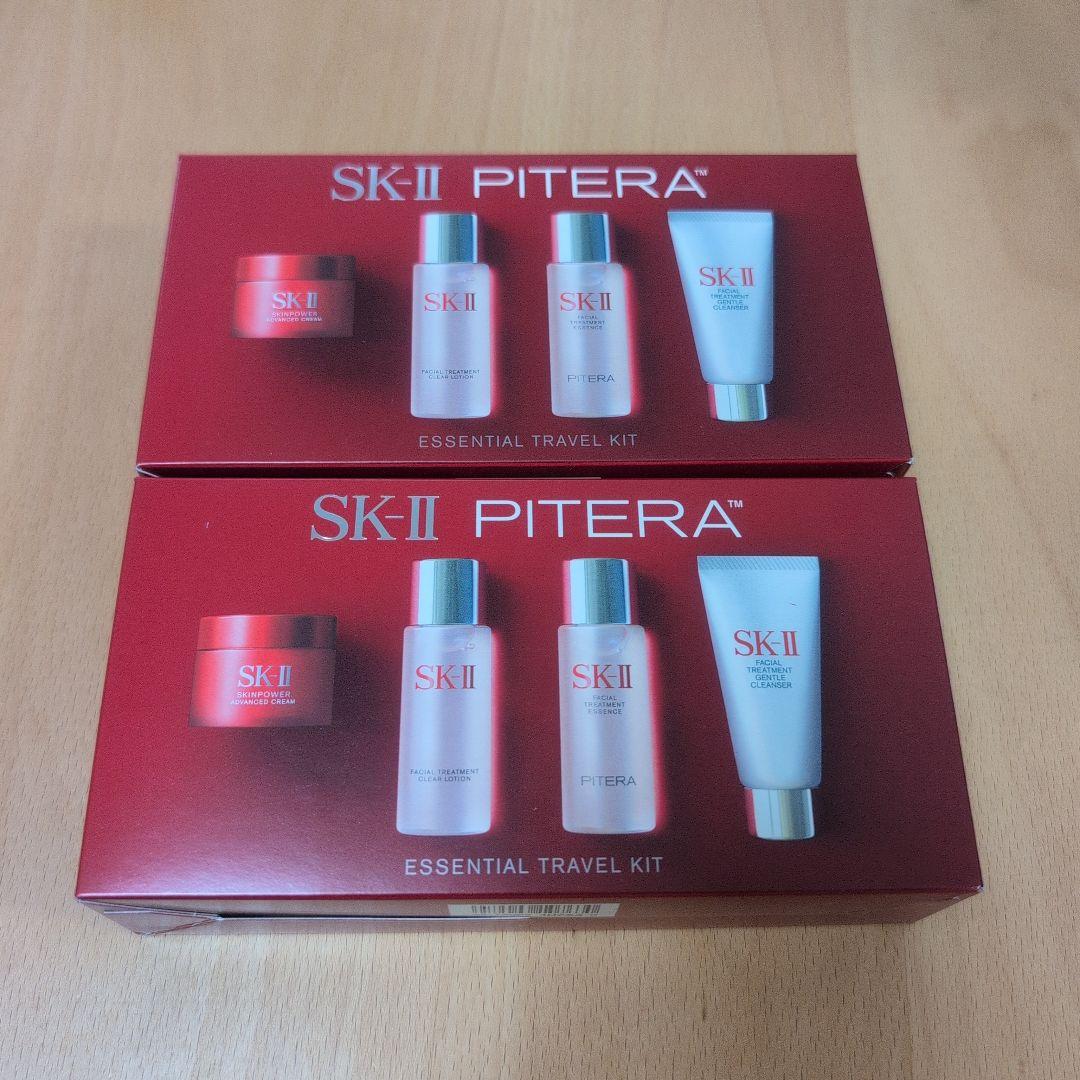 SK-II PITERA™
SK-II
SKINPOWER
ADVANCED CREAM
SK-II
FACIAL TREATMENT
CLEAR LOTION
SK-II
FACIAL
TREATMENT
ESSENCE
PITERA
SK-II
FACIAL
TREATMENT
GENTLE
CLEANSER
ESSENTIAL TRAVEL KIT
SK-II PITERA™
SK-II
SKINPOWER
ADVANCED CREAM
SK-II
FACIAL TREATMENT
CLEAR LOTION
SK-II
FACIAL
TREATMENT
ESSENCE
PITERA
SK-II
FACIAL
TREATMENT
GENTLE
CLEANSER
ESSENTIAL TRAVEL KIT